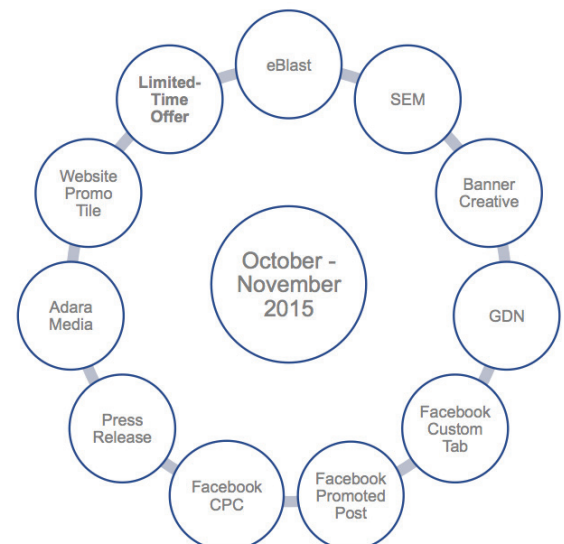 eBlast
SEM
Banner
Creative
GDN
Facebook
Custom
Tab
Facebook
Promoted
Post
Facebook
CPC
Press
Release
Adara
Media
Website
Promo
Tile
Limited-
Time
Offer
October -
November
2015